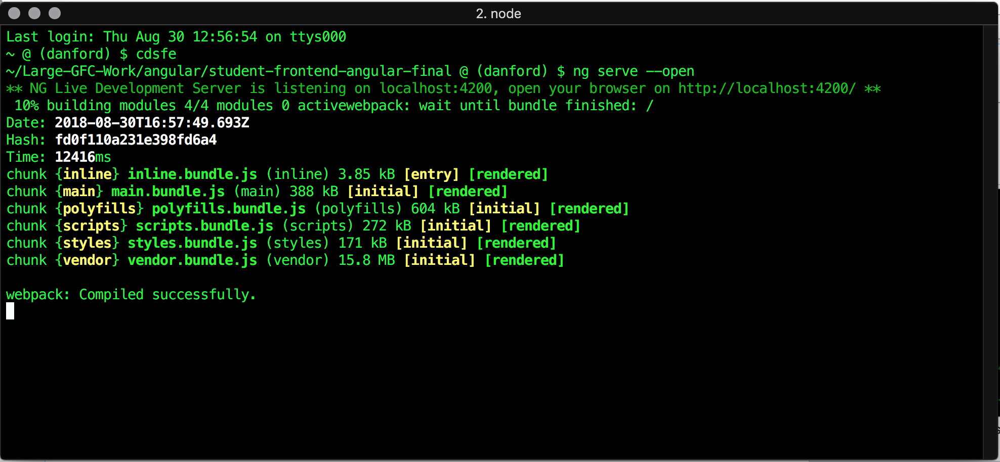 2. node
Last login: Thu Aug 30 12:56:54 on ttys000
~ @ (danford) $ cdsfe
~/Large-GFC-Work/angular/student-frontend-angular-final @ (danford) $ ng serve --open
** NG Live Development Server is listening on localhost:4200, open your browser on http://localhost:4200/ **
 10% building modules 4/4 modules 0 activewebpack: wait until bundle finished: /
Date: 2018-08-30T16:57:49.693Z
Hash: fd0f110a231e398fd6a4
Time: 12416ms
chunk {inline} inline.bundle.js (inline) 3.85 kB [entry] [rendered]
chunk {main} main.bundle.js (main) 388 kB [initial] [rendered]
chunk {polyfills} polyfills.bundle.js (polyfills) 604 kB [initial] [rendered]
chunk {scripts} scripts.bundle.js (scripts) 272 kB [initial] [rendered]
chunk {styles} styles.bundle.js (styles) 171 kB [initial] [rendered]
chunk {vendor} vendor.bundle.js (vendor) 15.8 MB [initial] [rendered]
webpack: Compiled successfully.